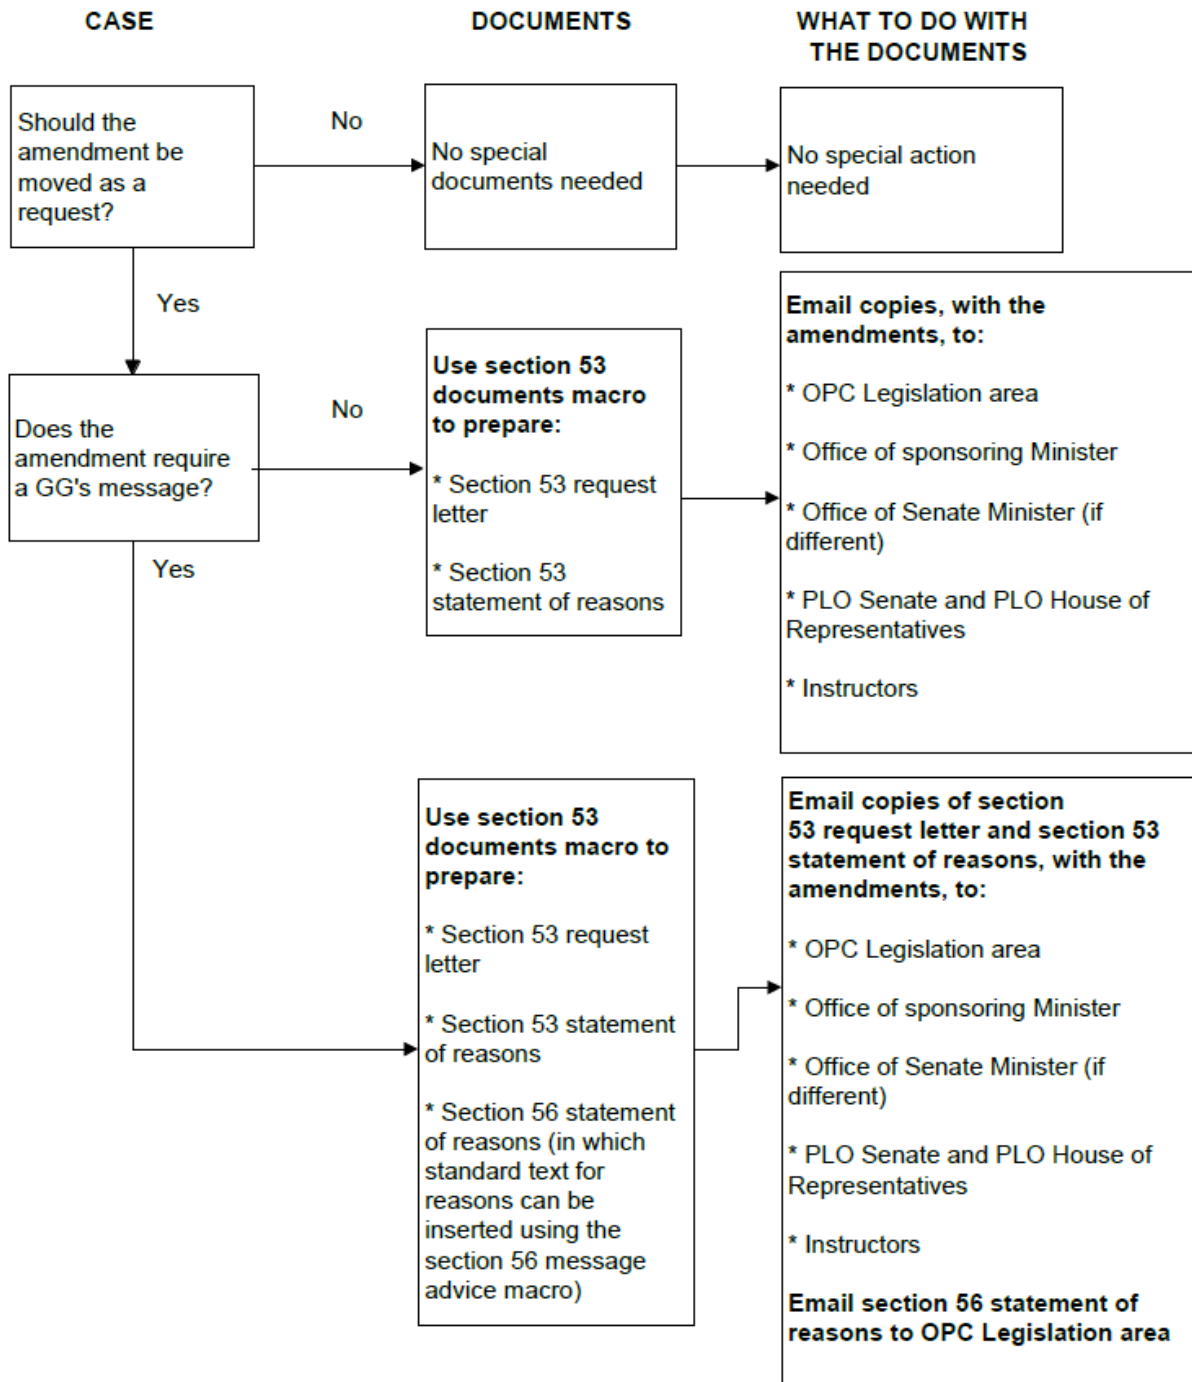 CASE
DOCUMENTS
WHAT TO DO WITH
THE DOCUMENTS
Should the
amendment be
moved as a
request?
No
No special
documents needed
No special action
needed
Yes
Does the
amendment require
a GG's message?
No
Use section 53
documents macro
to prepare:
* Section 53 request
letter
* Section 53
statement of reasons
Email copies, with the
amendments, to:
* OPC Legislation area
* Office of sponsoring Minister
* Office of Senate Minister (if
different)
* PLO Senate and PLO House of
Representatives
* Instructors
Yes
Use section 53
documents macro to
prepare:
* Section 53 request
letter
* Section 53 statement
of reasons
* Section 56 statement
of reasons (in which
standard text for
reasons can be
inserted using the
section 56 message
advice macro)
Email copies of section
53 request letter and section 53
statement of reasons, with the
amendments, to:
* OPC Legislation area
* Office of sponsoring Minister
* Office of Senate Minister (if
different)
* PLO Senate and PLO House of
Representatives
* Instructors
Email section 56 statement of
reasons to OPC Legislation area